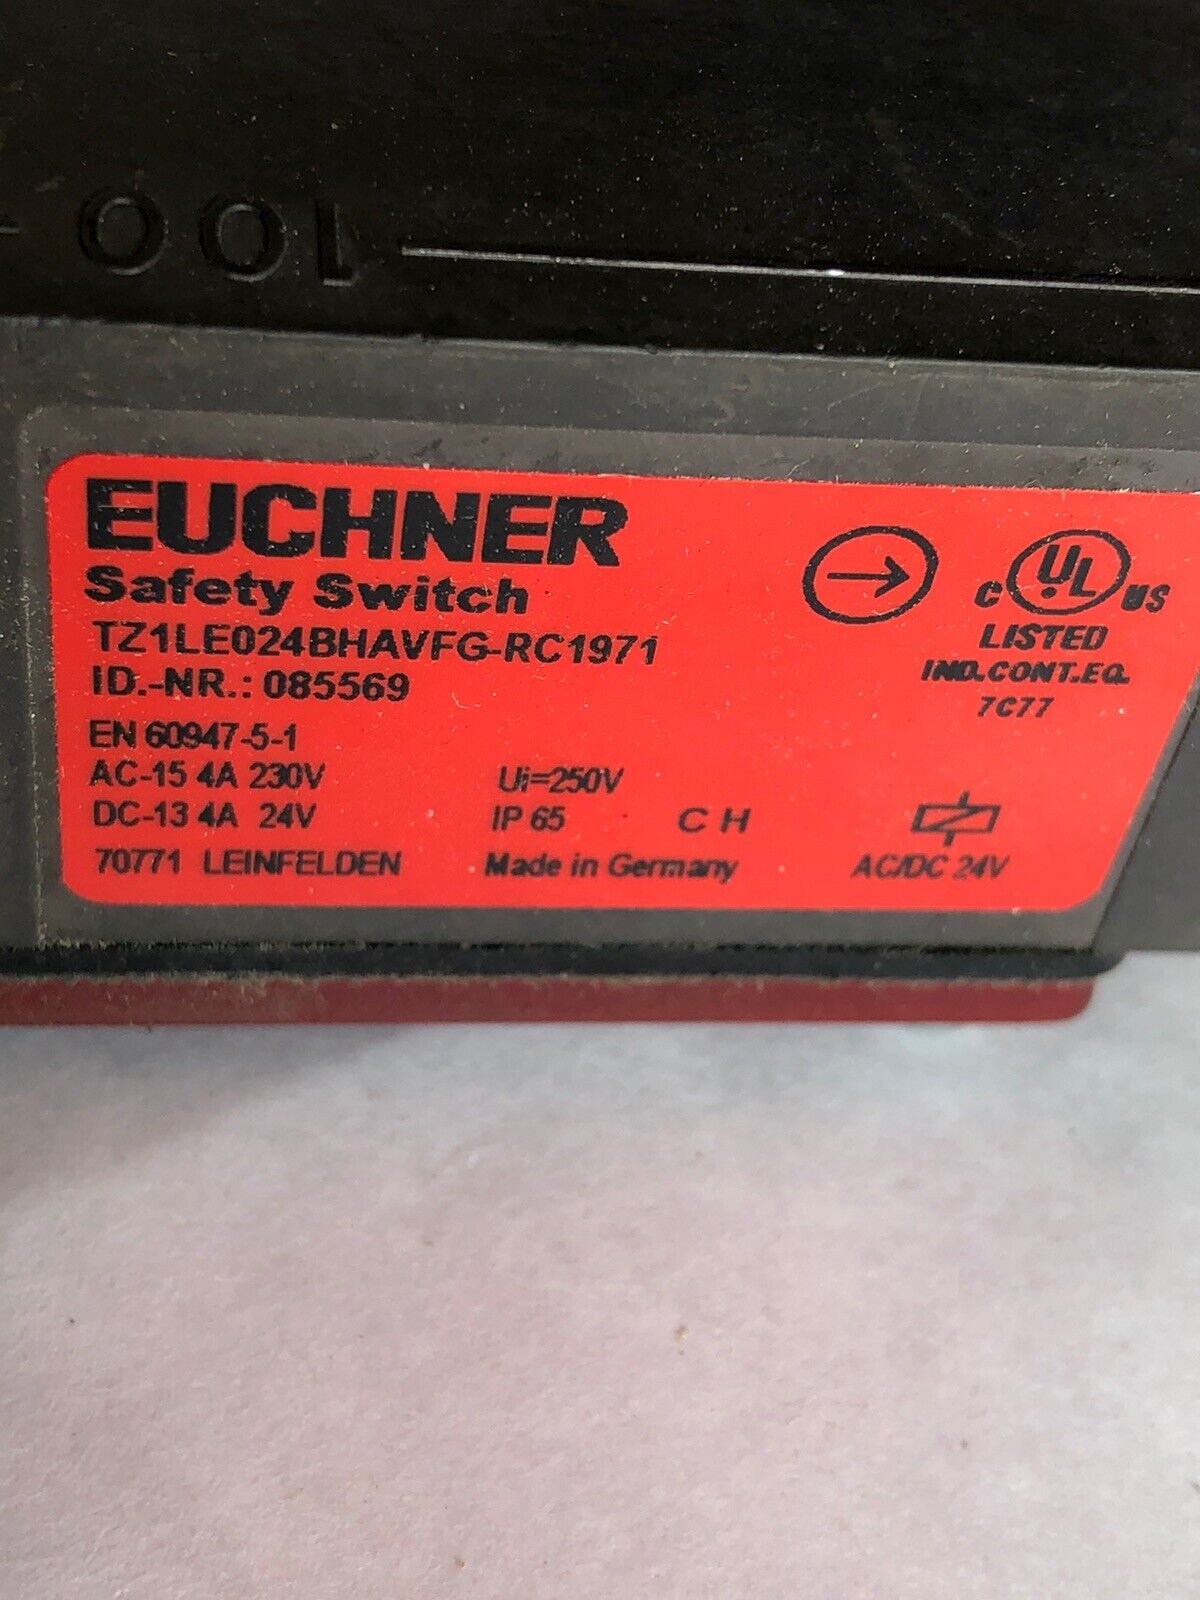 100
EUCHNER
Safety Switch
TZ1LE024BHAVFG-RC1971
ID.-NR.: 085569
EN 60947-5-1
AC-15 4A 230V Ui=250V
DC-13 4A 24V IP 65 C H
70771 LEINFELDEN Made in Germany AC/DC 24V
C UL US
LISTED
IND.CONT.EQ.
7C77